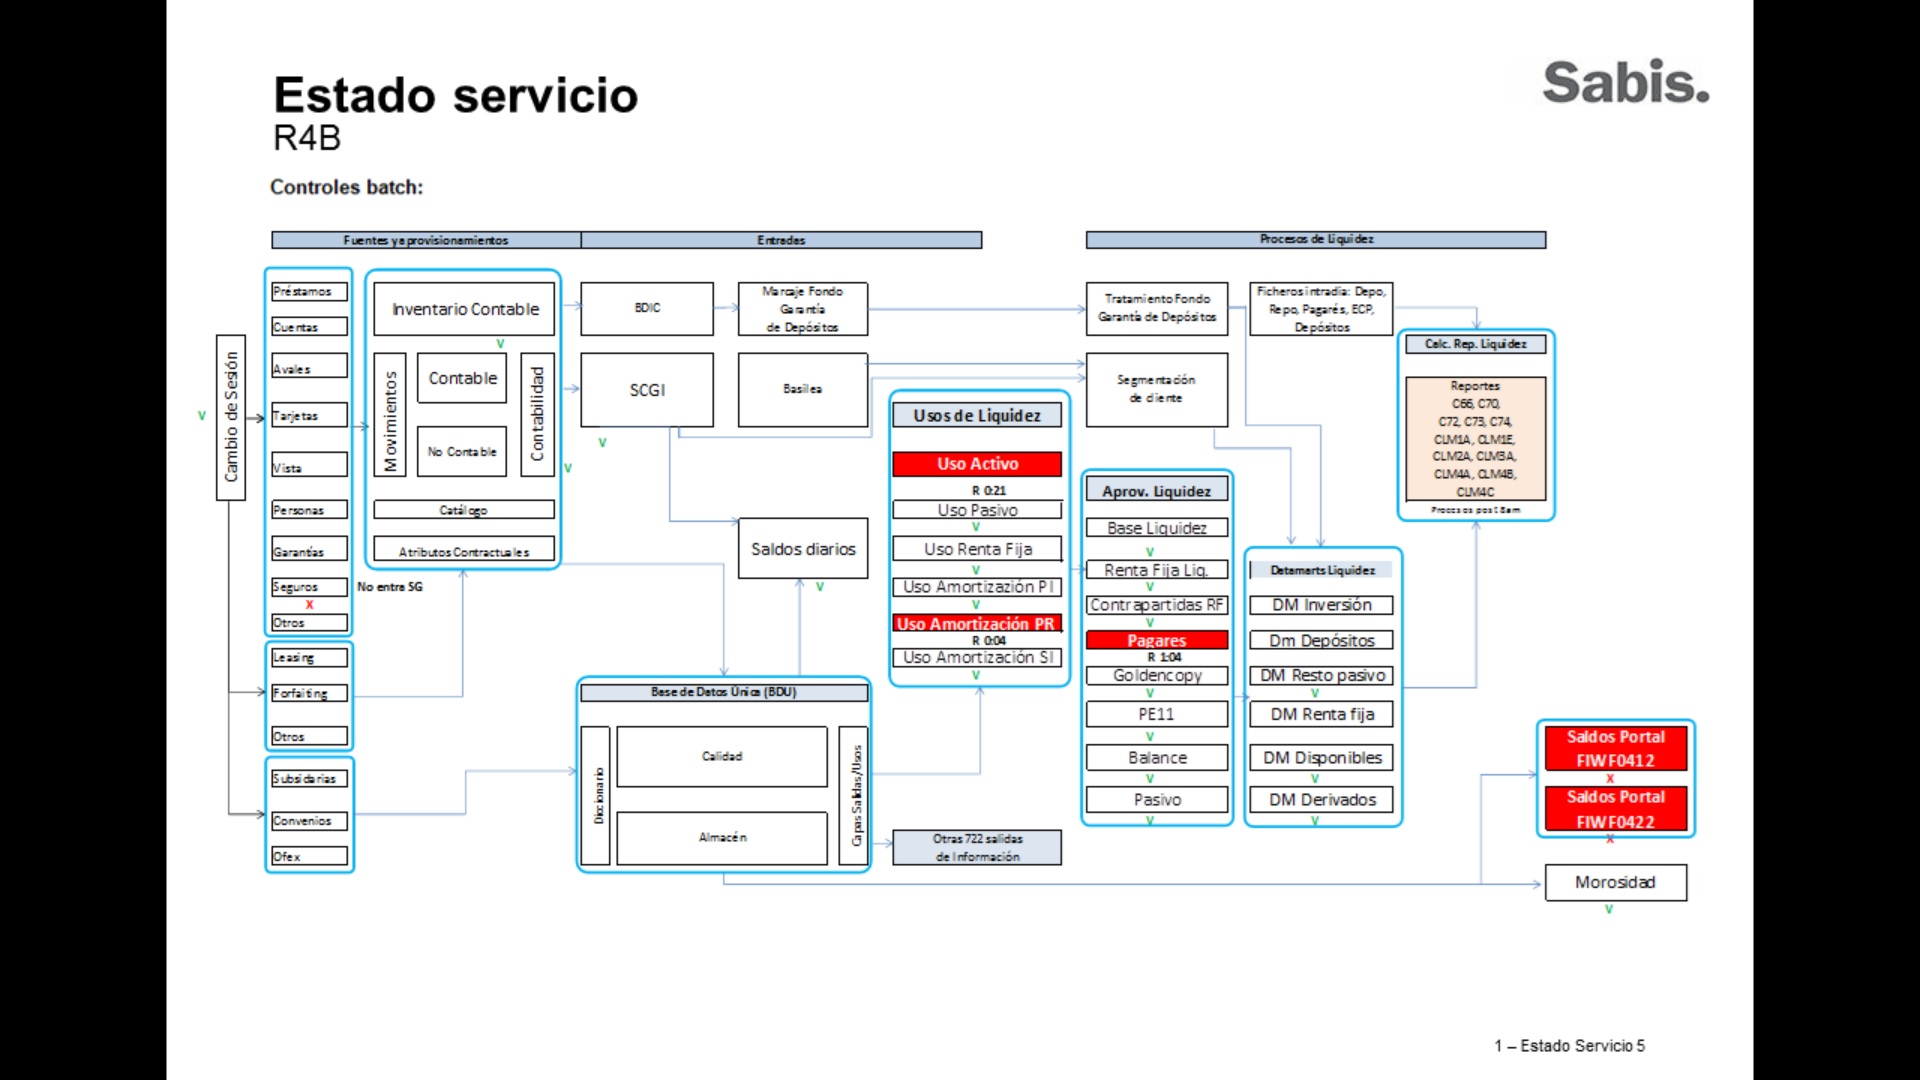 Estado servicio
R4B
Sabis.
Controles batch:
Fuentes y aprovisionamientos
Entradas
Procesos de Liquidez
Cambio de Sesión
V
Préstamos
Cuentas
Avales
Tarjetas
Vista
Personas
Garantías
Seguros
X
No entra SG
Otros
Leasing
Forfaiting
Otros
Subsidarias
Convenios
Ofex
Inventario Contable
V
Movimientos
Contable
No Contable
Contabilidad
V
Catálogo
Atributos Contractuales
BDIC
SCGI
V
Marcaje Fondo
Garantía
de Depósitos
Basilea
Saldos diarios
V
Base de Datos Única (BDU)
Diccionario
Calidad
Almacén
Capas Salidas/Usos
Usos de Liquidez
Uso Activo
R 0:21
Uso Pasivo
V
Uso Renta Fija
V
Uso Amortización PI
V
Uso Amortización PR
R 0:04
Uso Amortización SI
V
Otras 722 salidas
de Información
Tratamiento Fondo
Garantía de Depósitos
Segmentación
de cliente
Aprov. Liquidez
Base Liquidez
V
Renta Fija Liq.
V
Contrapartidas RF
V
Pagares
R 1:04
Goldencopy
V
PE11
V
Balance
V
Pasivo
V
Ficheros intradia: Depo,
Repo, Pagarés, ECP,
Depósitos
Datamarts Liquidez
DM Inversión
Dm Depósitos
DM Resto pasivo
V
DM Renta fija
DM Disponibles
V
DM Derivados
V
Calc. Rep. Liquidez
Reportes
C66, C70,
C72, C73, C74,
CLM1A, CLM1E,
CLM2A, CLM3A,
CLM4A, CLM4B,
CLM4C
Procesos post 8am
Saldos Portal
FIWF0412
X
Saldos Portal
FIWF0422
X
Morosidad
V
1 – Estado Servicio 5